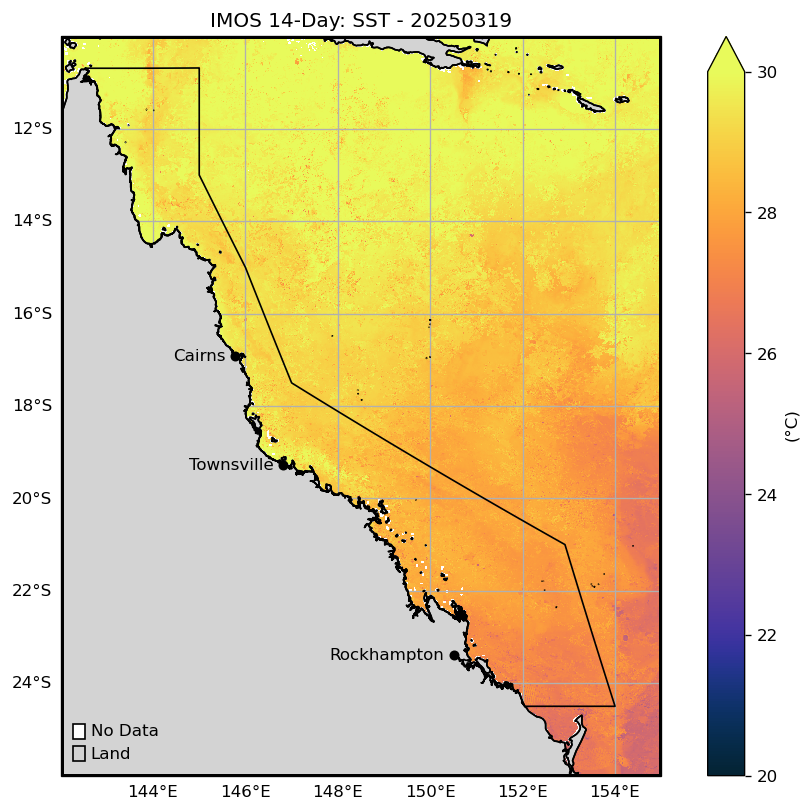 IMOS 14-Day: SST - 20250319
12°S
14°S
16°S
18°S
20°S
22°S
24°S
Cairns
Townsville
Rockhampton
No Data
Land
144°E 146°E 148°E 150°E 152°E 154°E
30
28
26
24
22
20
(°C)